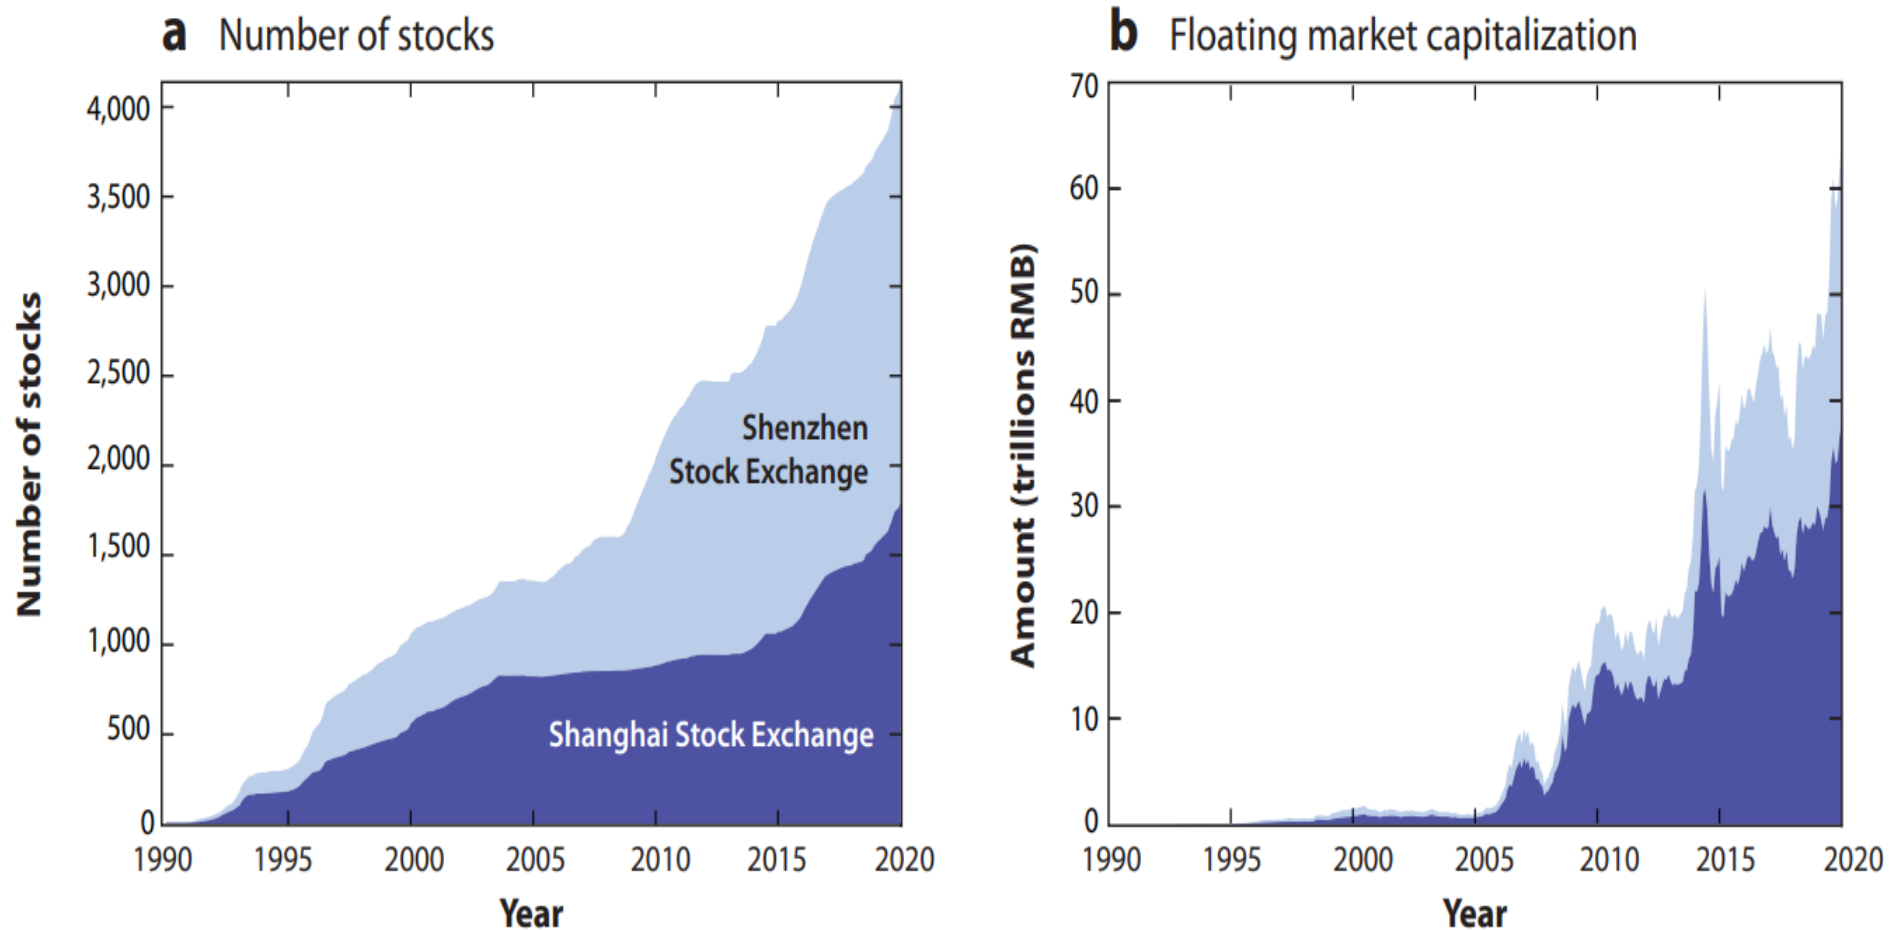 a Number of stocks
Number of stocks
4,000
3,500
3,000
2,500
2,000
1,500
1,000
500
0
Shenzhen
Stock Exchange
Shanghai Stock Exchange
1990 1995 2000 2005 2010 2015 2020
Year
b Floating market capitalization
Amount (trillions RMB)
70
60
50
40
30
20
10
0
1990 1995 2000 2005 2010 2015 2020
Year